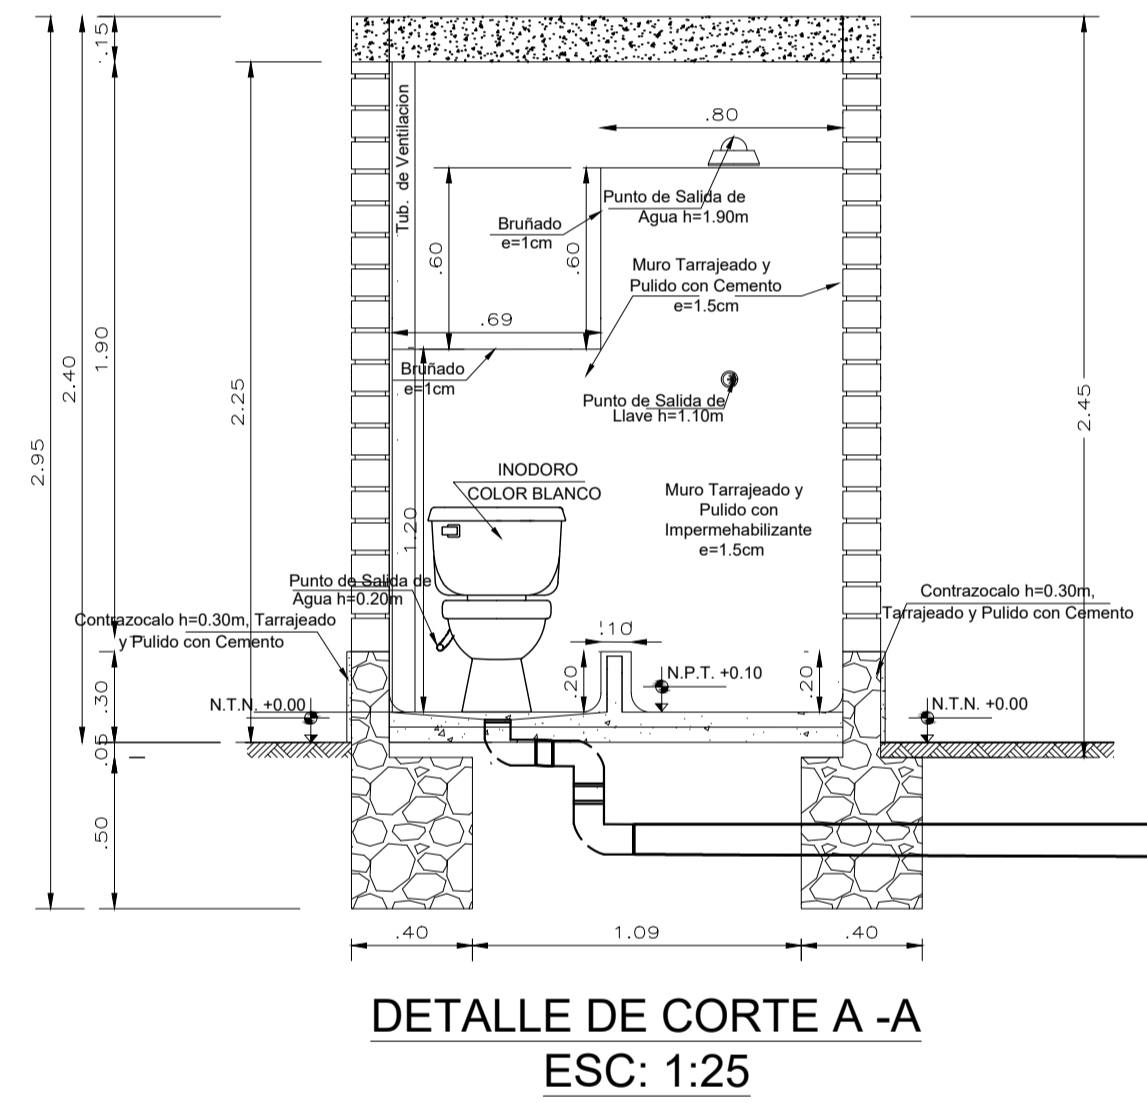 .15
.80
Tub. de Ventilacion
Punto de Salida de
Agua h=1.90m
Bruñado
e=1cm
.60
.60
Muro Tarrajeado y
Pulido con Cemento
e=1.5cm
.69
1.90
2.40
2.25
2.45
2.95
Bruñado
e=1cm
Punto de Salida de
Llave h=1.10m
INODORO
COLOR BLANCO
1.20
Muro Tarrajeado y
Pulido con
Impermehabilizante
e=1.5cm
Punto de Salida de
Agua h=0.20m
Contrazocalo h=0.30m, Tarrajeado
y Pulido con Cemento
Contrazocalo h=0.30m,
Tarrajeado y Pulido con Cemento
.10
.20
N.P.T. +0.10
.20
.30
N.T.N. +0.00
N.T.N. +0.00
.05
.50
.40
1.09
.40
DETALLE DE CORTE A -A
ESC: 1:25